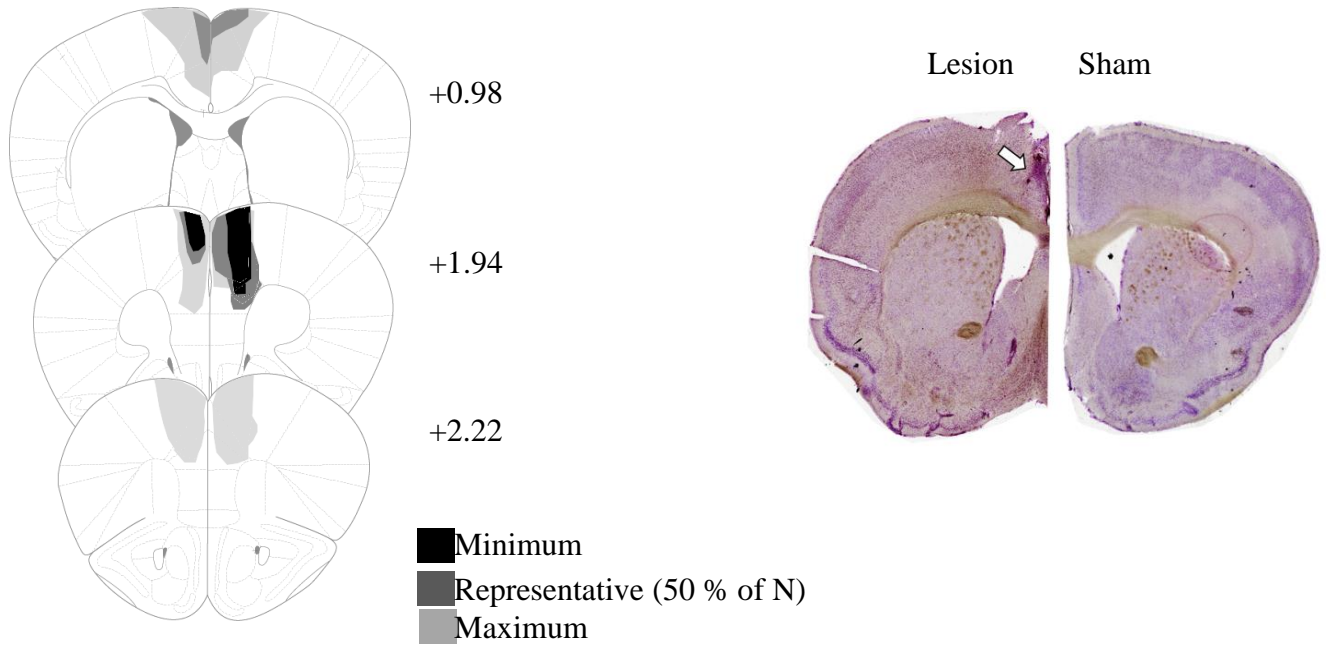 Lesion Sham
+0.98
+1.94
+2.22
Minimum
Representative (50 % of N)
Maximum